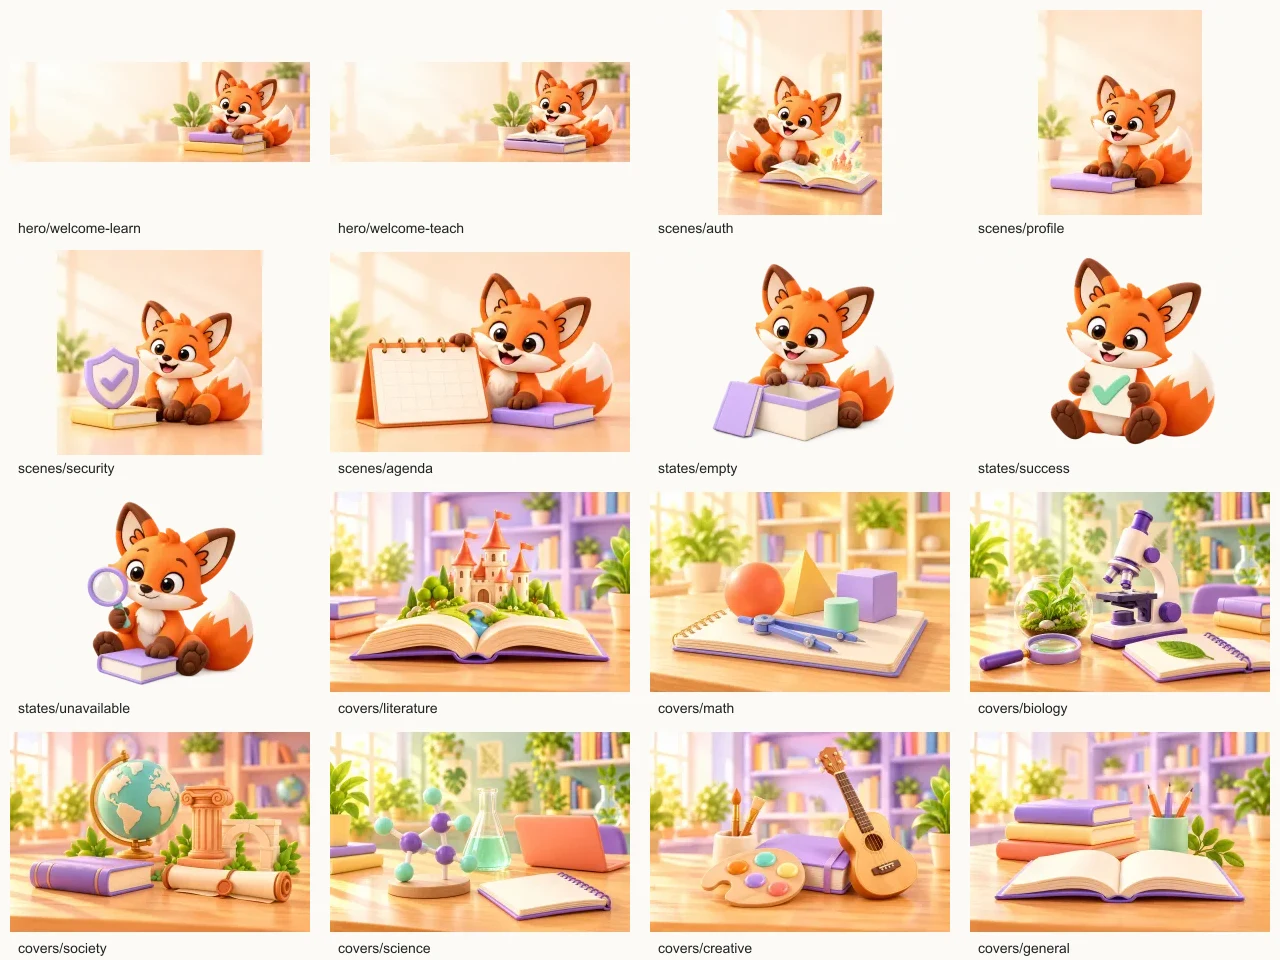 hero/welcome-learn
hero/welcome-teach
scenes/auth
scenes/profile
scenes/security
scenes/agenda
states/empty
states/success
states/unavailable
covers/literature
covers/math
covers/biology
covers/society
covers/science
covers/creative
covers/general